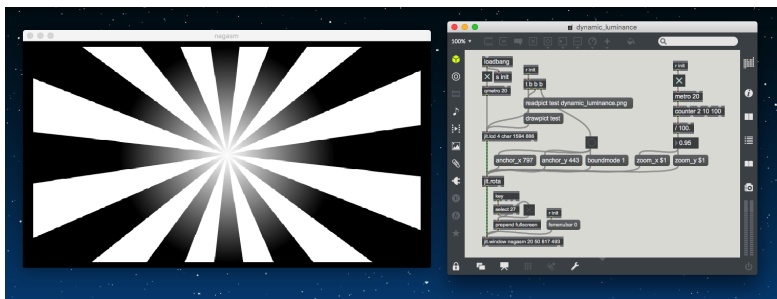 nagasm
dynamic_luminance
100%
loadbang
s init
qmetro 20
r init
t b b b
readpict test dynamic_luminance.png
drawpict test
jit.lcd 4 char 1594 886
anchor_x 797
anchor_y 443
boundmode 1
zoom_x $1
zoom_y $1
r init
metro 20
counter 2 10 100
/ 100.
0.95
jit.rota
key
select 27
prepend fullscreen
r init
fsmenubar 0
jit.window nagasm 20 50 817 493